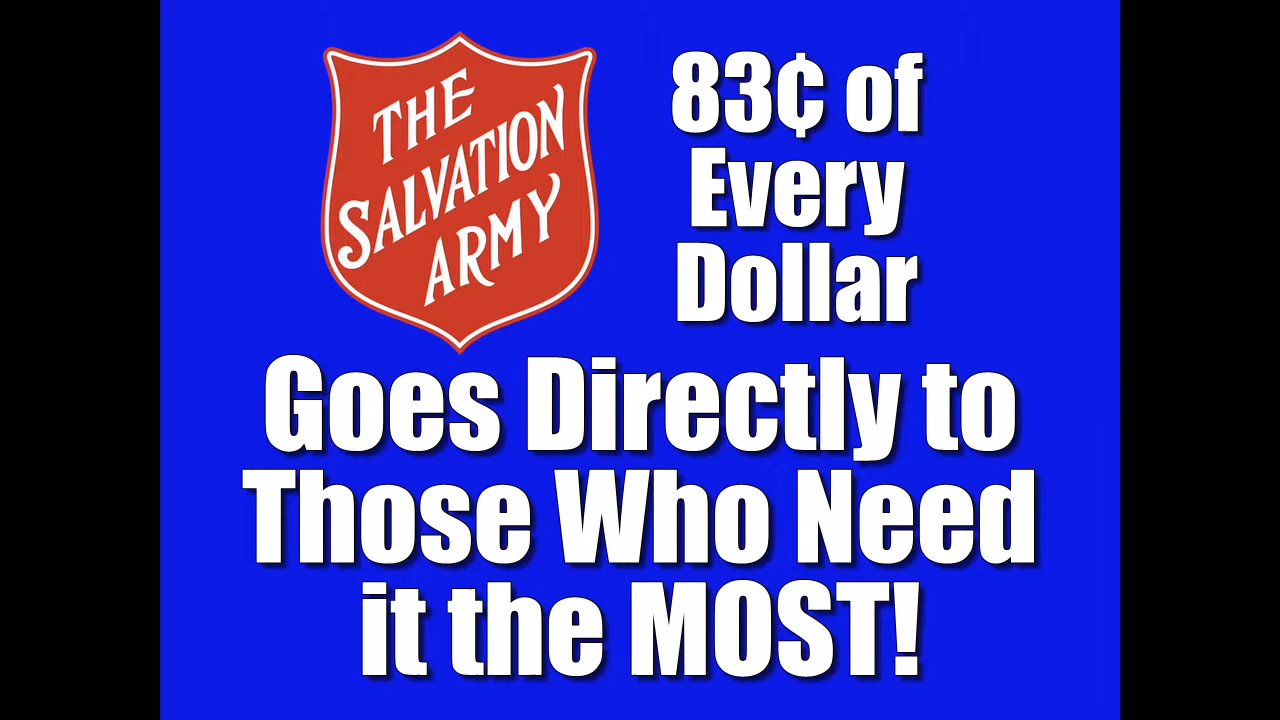 THE
SALVATION
ARMY
83¢ of
Every
Dollar
Goes Directly to
Those Who Need
it the MOST!